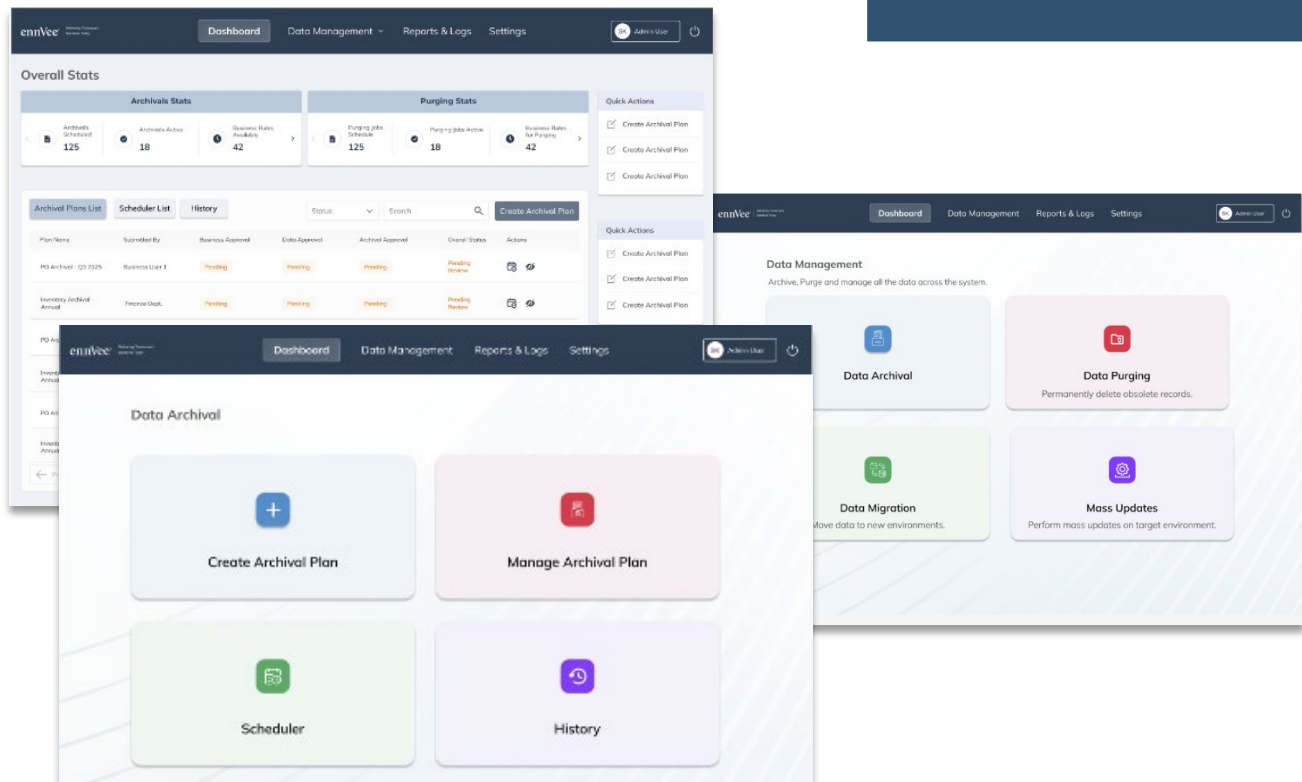 ennVee
Dashboard
Data Management
Reports & Logs
Settings
SK
Admin User
Overall Stats
Archivals Stats
Archivals
Scheduled
125
Archivals Active
18
Business Rules
Available
42
Purging Stats
Purging Jobs
Schedule
125
Purging Jobs Active
18
Business Rules
for Purging
42
Quick Actions
Create Archival Plan
Create Archival Plan
Create Archival Plan
Archival Plans List
Scheduler List
History
Status
Search
Create Archival Plan
Plan Name
Submitted By
Business Approval
Data Approval
Archival Approval
Overall Status
Actions
PO Archival - Q3 2025
Business User 1
Pending
Pending
Pending
Pending
Review
Inventory Archival -
Annual
Finance Dept.
Pending
Pending
Pending
Pending
Review
Quick Actions
Create Archival Plan
Create Archival Plan
Create Archival Plan
ennVee
Dashboard
Data Management
Reports & Logs
Settings
SK
Admin User
Data Management
Archive, Purge and manage all the data across the system.
Data Archival
Data Purging
Permanently delete obsolete records.
Data Migration
Move data to new environments.
Mass Updates
Perform mass updates on target environment.
ennVee
Dashboard
Data Management
Reports & Logs
Settings
SK
Admin User
Data Archival
Create Archival Plan
Manage Archival Plan
Scheduler
History